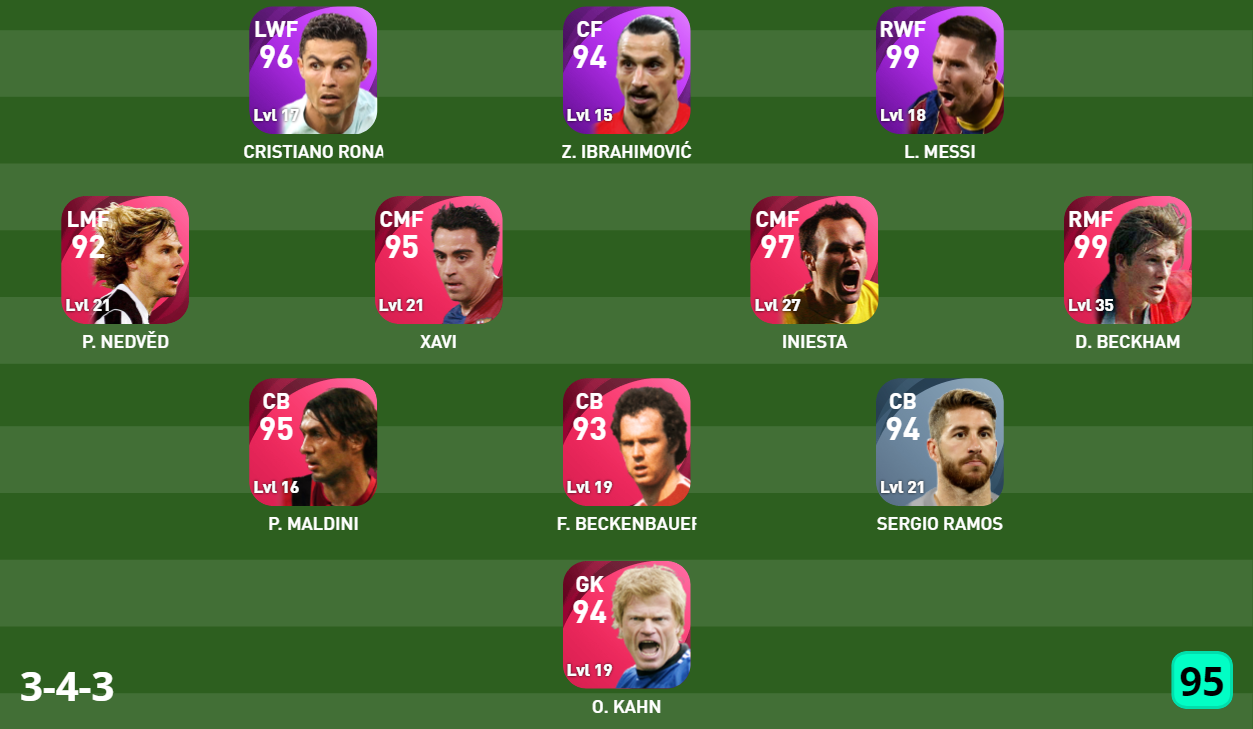 LWF
96
Lvl 17
CRISTIANO RONA
CF
94
Lvl 15
Z. IBRAHIMOVIĆ
RWF
99
Lvl 18
L. MESSI
LMF
92
Lvl 21
P. NEDVĚD
CMF
95
Lvl 21
XAVI
CMF
97
Lvl 27
INIESTA
RMF
99
Lvl 35
D. BECKHAM
CB
95
Lvl 16
P. MALDINI
CB
93
Lvl 19
F. BECKENBAUER
CB
94
Lvl 21
SERGIO RAMOS
GK
94
Lvl 19
O. KAHN
3-4-3
95